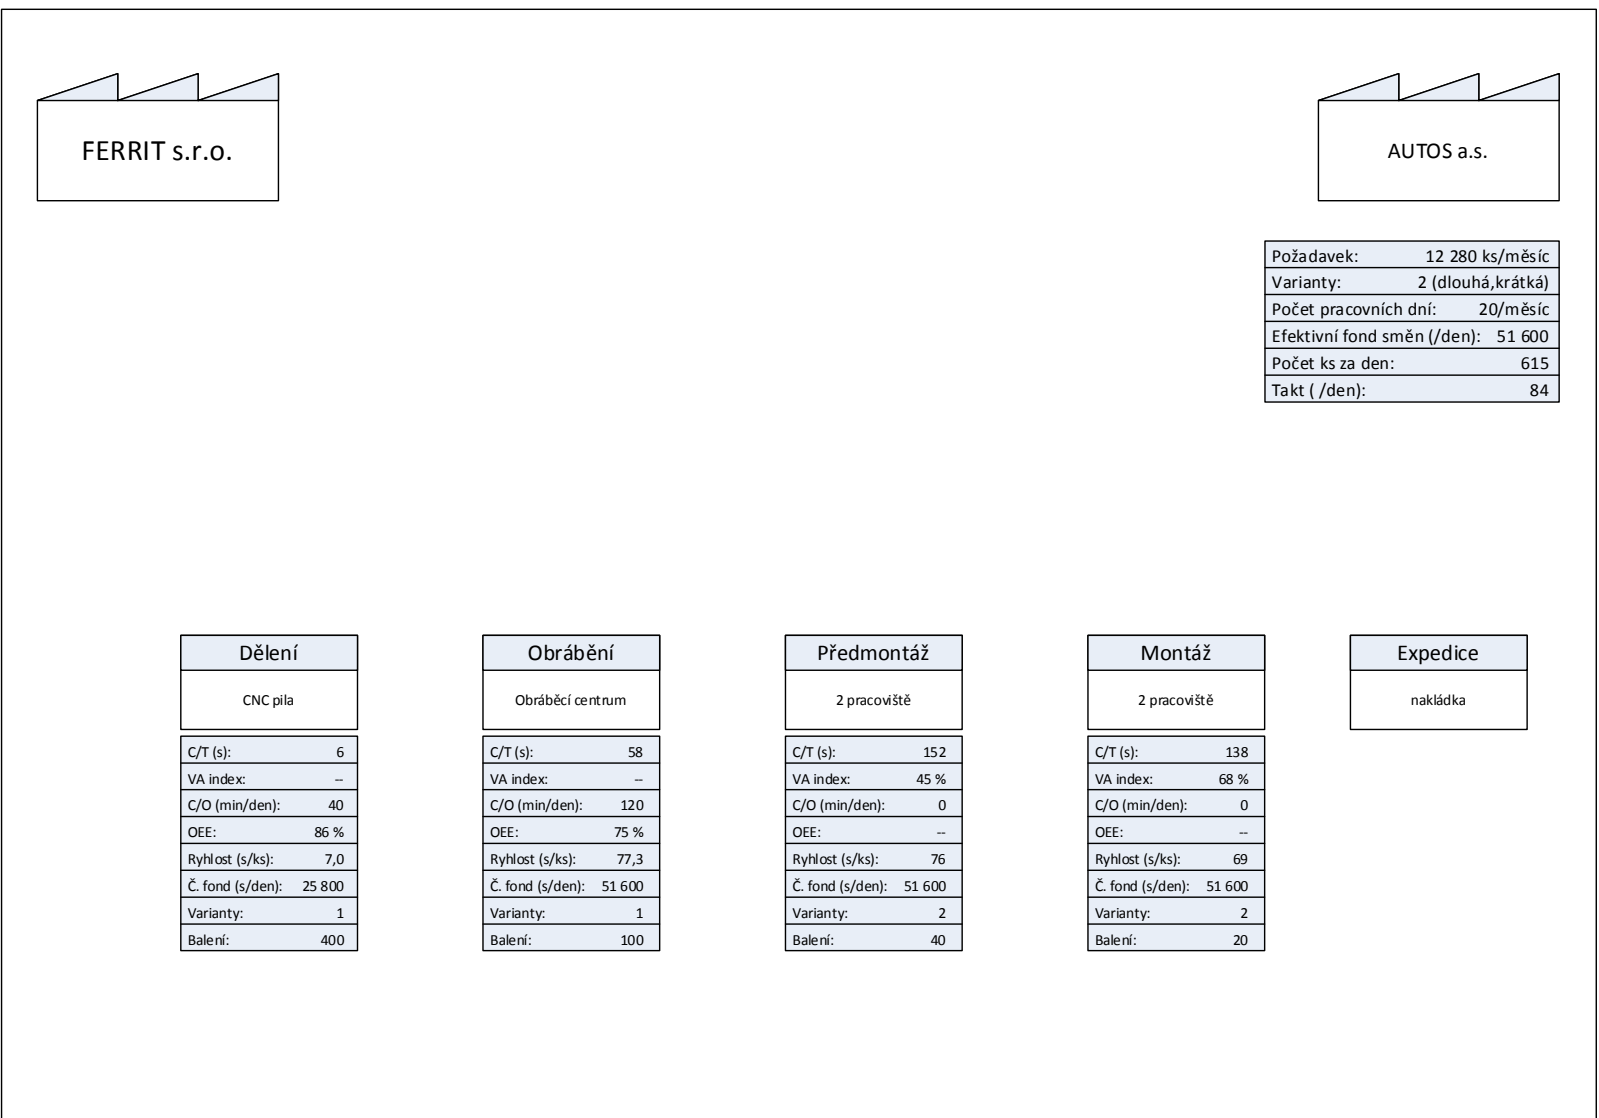 FERRIT s.r.o.
AUTOS a.s.
Požadavek: 12 280 ks/měsíc
Varianty: 2 (dlouhá,krátká)
Počet pracovních dní: 20/měsíc
Efektivní fond směn (/den): 51 600
Počet ks za den: 615
Takt ( /den): 84
Dělení
CNC pila
C/T (s): 6
VA index: --
C/O (min/den): 40
OEE: 86 %
Ryhlost (s/ks): 7,0
Č. fond (s/den): 25 800
Varianty: 1
Balení: 400
Obrábění
Obráběcí centrum
C/T (s): 58
VA index: --
C/O (min/den): 120
OEE: 75 %
Ryhlost (s/ks): 77,3
Č. fond (s/den): 51 600
Varianty: 1
Balení: 100
Předmontáž
2 pracoviště
C/T (s): 152
VA index: 45 %
C/O (min/den): 0
OEE: --
Ryhlost (s/ks): 76
Č. fond (s/den): 51 600
Varianty: 2
Balení: 40
Montáž
2 pracoviště
C/T (s): 138
VA index: 68 %
C/O (min/den): 0
OEE: --
Ryhlost (s/ks): 69
Č. fond (s/den): 51 600
Varianty: 2
Balení: 20
Expedice
nakládka